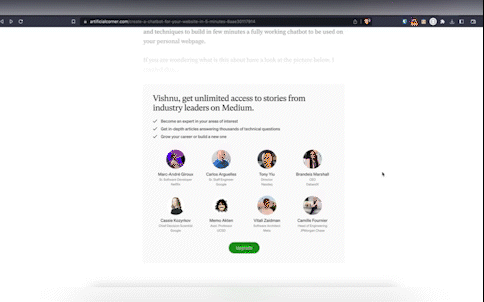 artificialcorner.com/create-a-chatbot-for-your-website-in-5-minutes-
and techniques to build in few minutes a fully working chatbot to be used on
your personal webpage.
If you are wondering what is this about have a look at the picture below. I
Vishnu, get unlimited access to stories from
industry leaders on Medium.
Become an expert in your areas of interest
Get in-depth articles answering thousands of technical questions
Grow your career or build a new one
Marc-André Giroux
Carlos Arguelles
Tony Yiu
Brandeis Marshall
Sr. Software Developer
Sr. Staff Engineer
Director
CEO
Netflix
Google
Nasdaq
DataedX
Cassie Kozyrkov
Memo Akten
Vitali Zaidman
Camille Fournier
Chief Decision Scientist
Asst. Professor
Software Architect
Head of Engineering
Google
UCSD
Meta
JPMorgan Chase
Upgrade